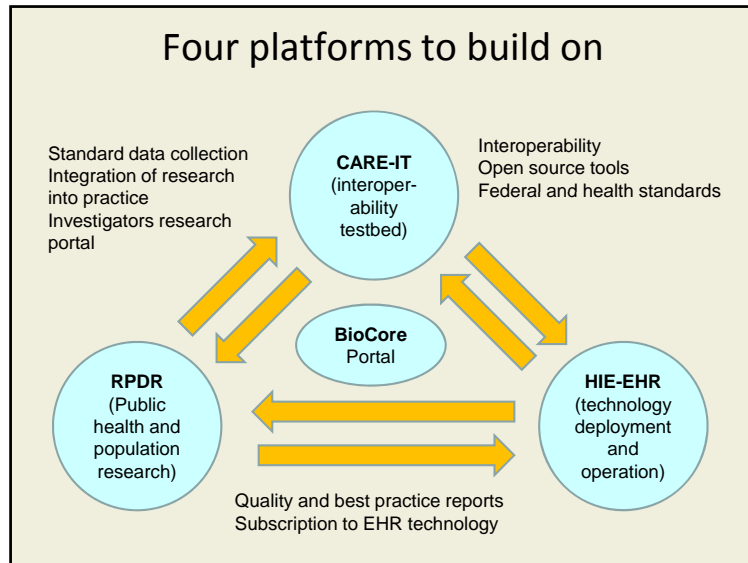 Four platforms to build on
Standard data collection
Integration of research
into practice
Investigators research
portal
CARE-IT
(interoper-
ability
testbed)
Interoperability
Open source tools
Federal and health standards
BioCore
Portal
RPDR
(Public
health and
population
research)
HIE-EHR
(technology
deployment
and
operation)
Quality and best practice reports
Subscription to EHR technology